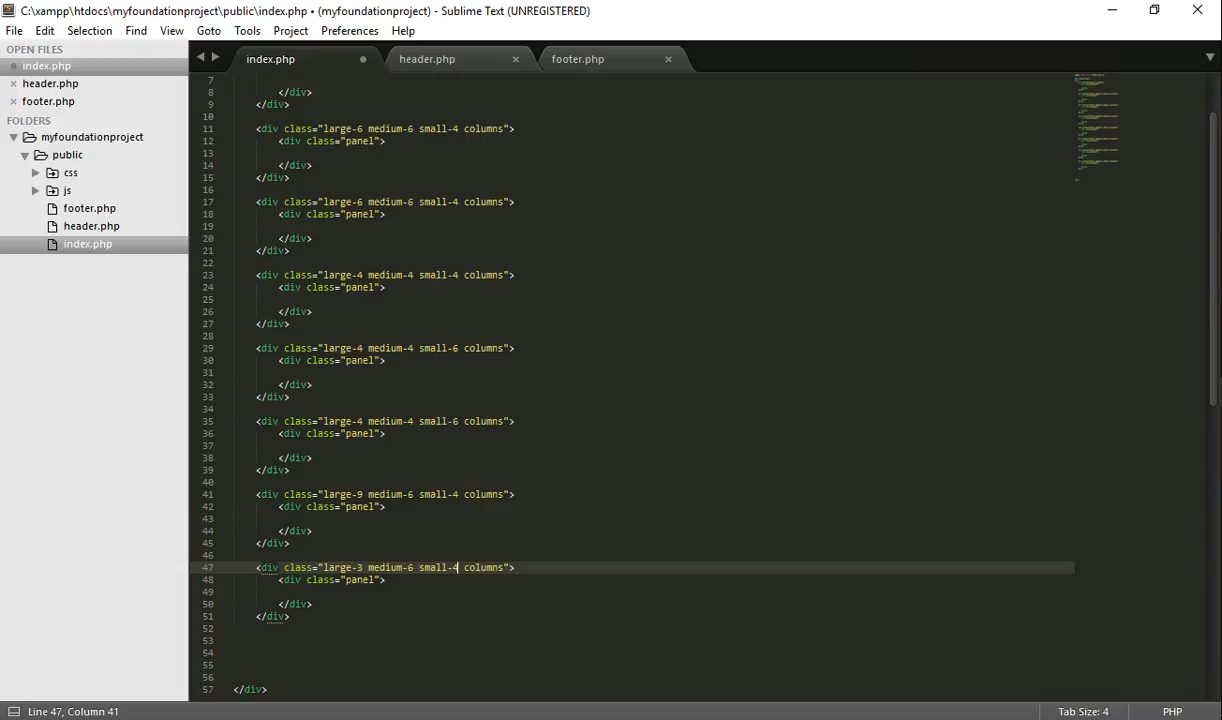 C:\xampp\htdocs\myfoundationproject\public\index.php • (myfoundationproject) - Sublime Text (UNREGISTERED)
File Edit Selection Find View Goto Tools Project Preferences Help
OPEN FILES
index.php
header.php
footer.php
FOLDERS
myfoundationproject
public
css
js
footer.php
header.php
index.php
index.php header.php footer.php
7
8 </div>
9 </div>
10
11 <div class="large-6 medium-6 small-4 columns">
12 <div class="panel">
13
14 </div>
15 </div>
16
17 <div class="large-6 medium-6 small-4 columns">
18 <div class="panel">
19
20 </div>
21 </div>
22
23 <div class="large-4 medium-4 small-4 columns">
24 <div class="panel">
25
26 </div>
27 </div>
28
29 <div class="large-4 medium-4 small-6 columns">
30 <div class="panel">
31
32 </div>
33 </div>
34
35 <div class="large-4 medium-4 small-6 columns">
36 <div class="panel">
37
38 </div>
39 </div>
40
41 <div class="large-9 medium-6 small-4 columns">
42 <div class="panel">
43
44 </div>
45 </div>
46
47 <div class="large-3 medium-6 small-4 columns">
48 <div class="panel">
49
50 </div>
51 </div>
52
53
54
55
56
57 </div>
Line 47, Column 41 Tab Size: 4 PHP